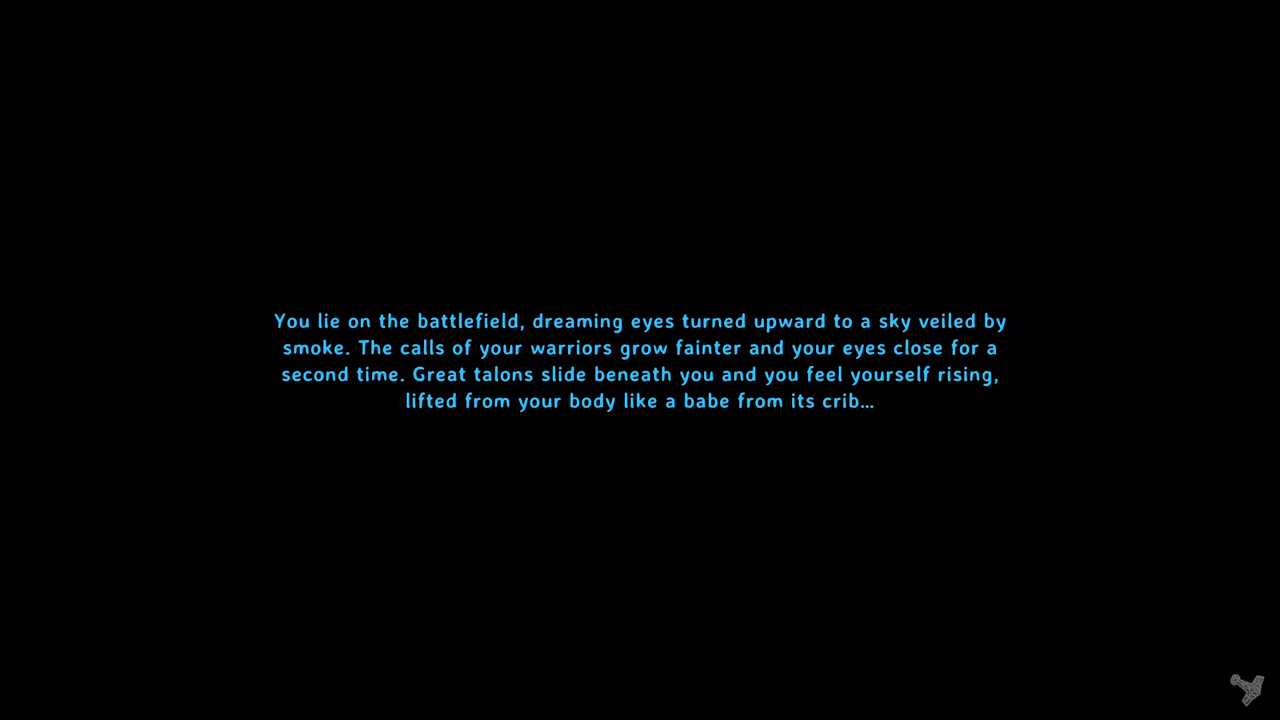 You lie on the battlefield, dreaming eyes turned upward to a sky veiled by
smoke. The calls of your warriors grow fainter and your eyes close for a
second time. Great talons slide beneath you and you feel yourself rising,
lifted from your body like a babe from its crib...